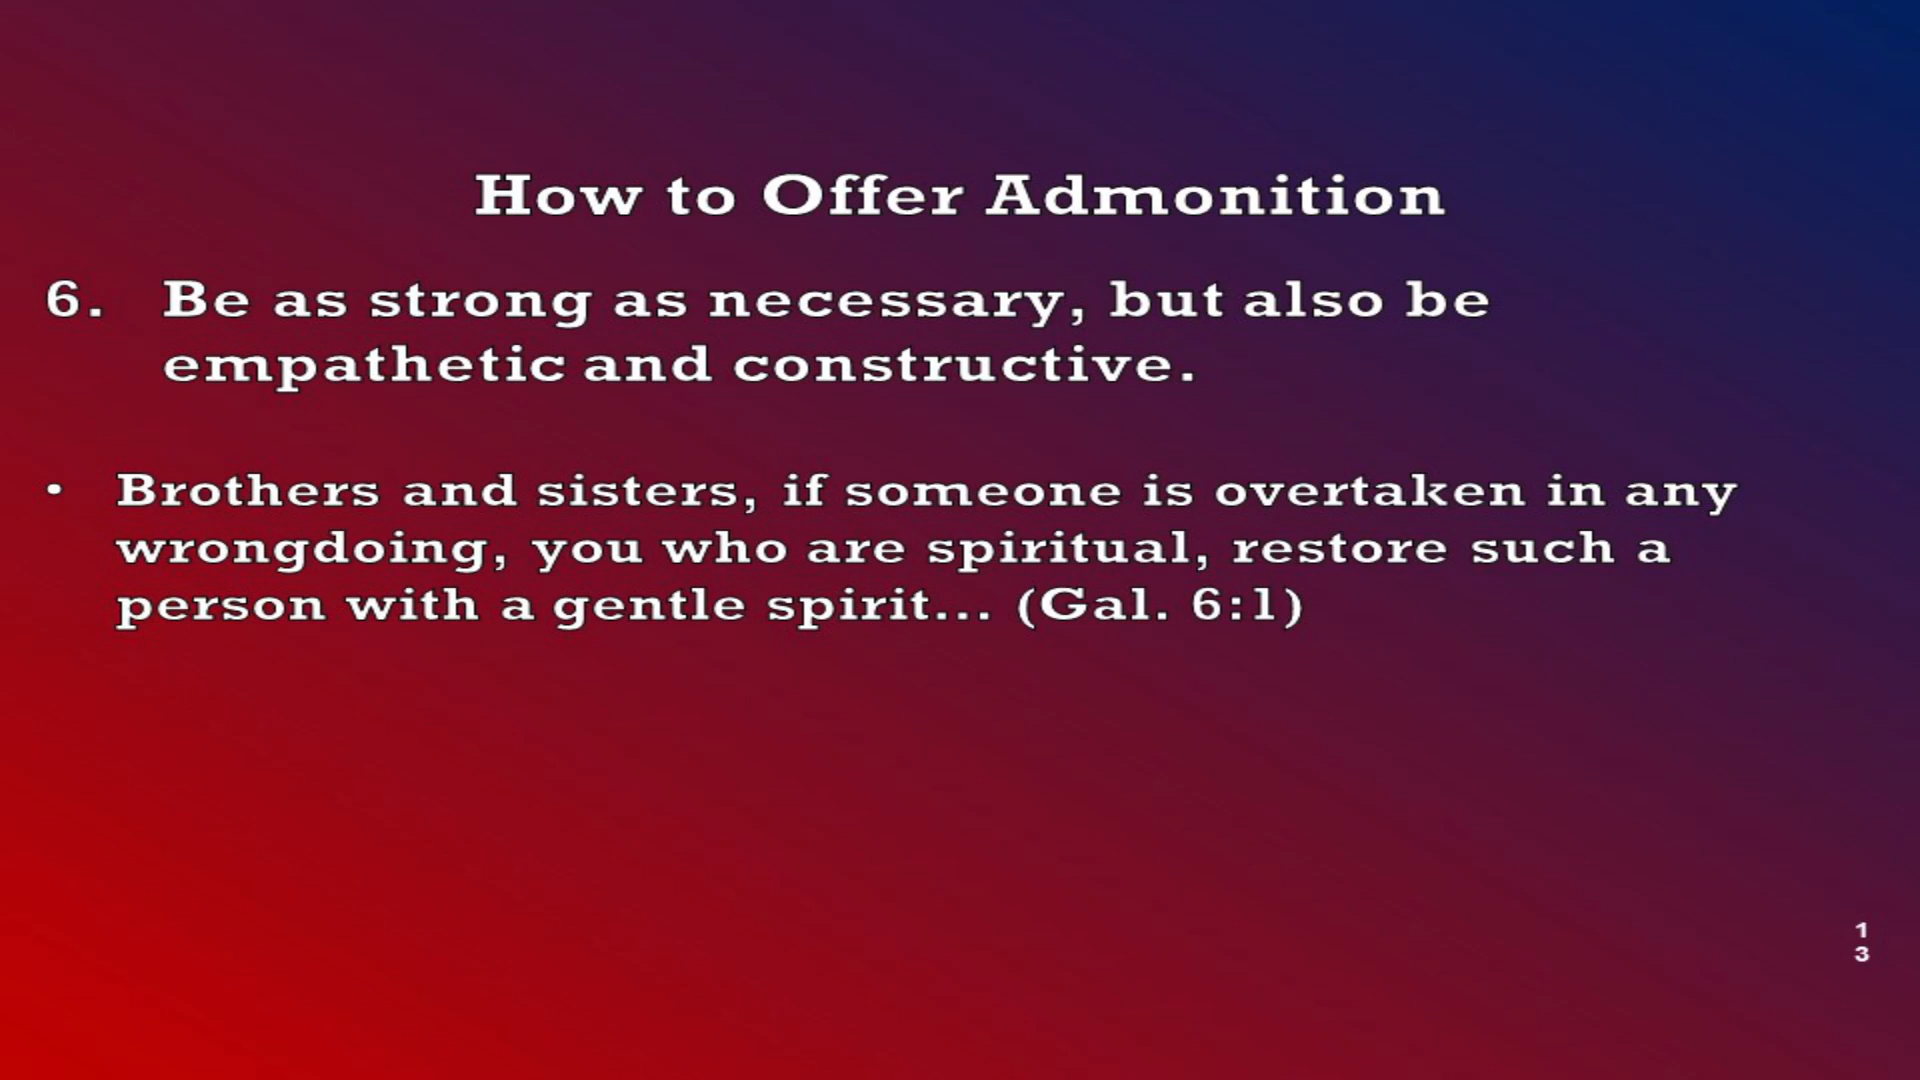 How to Offer Admonition
6. Be as strong as necessary, but also be
empathetic and constructive.
• Brothers and sisters, if someone is overtaken in any
wrongdoing, you who are spiritual, restore such a
person with a gentle spirit... (Gal. 6:1)
1
3